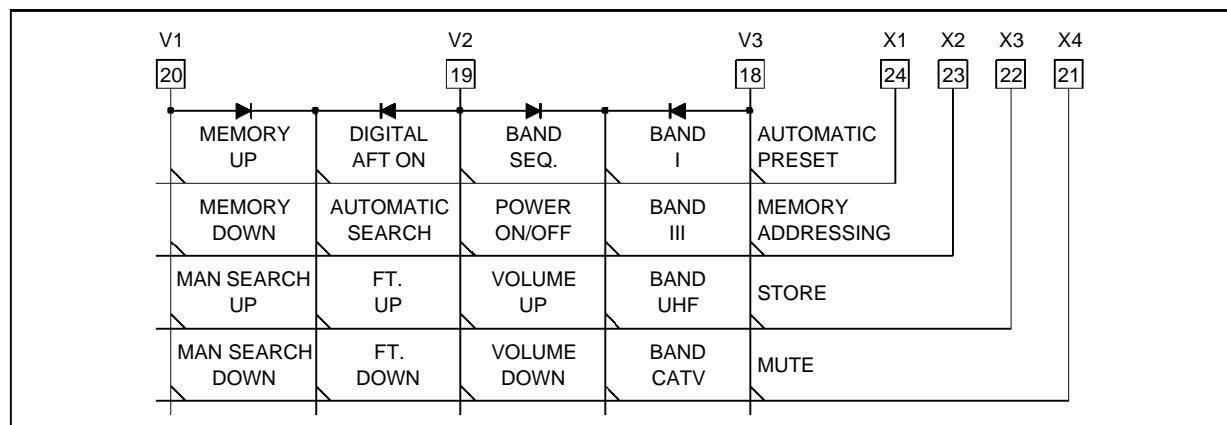 V1 V2 V3 X1 X2 X3 X4
20 19 18 24 23 22 21
MEMORY DIGITAL BAND BAND AUTOMATIC
UP AFT ON SEQ. I PRESET
MEMORY AUTOMATIC POWER BAND MEMORY
DOWN SEARCH ON/OFF III ADDRESSING
MAN SEARCH FT. VOLUME BAND STORE
UP UP UP UHF
MAN SEARCH FT. VOLUME BAND MUTE
DOWN DOWN DOWN CATV